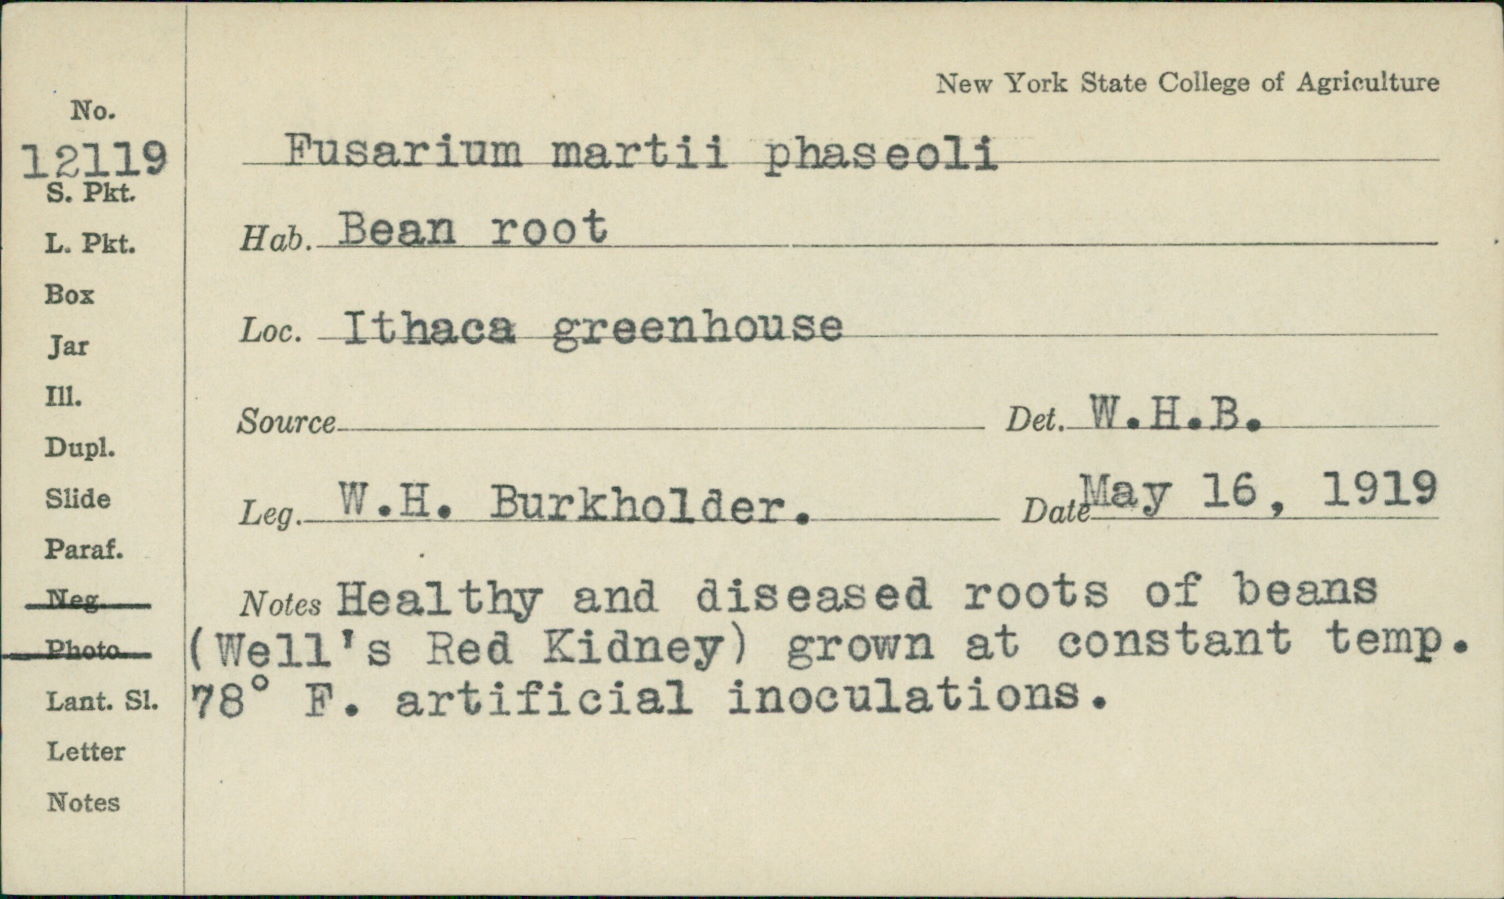 New York State College of Agriculture
No.
12119
S. Pkt.
L. Pkt.
Box
Jar
Ill.
Dupl.
Slide
Paraf.
Neg
Photo
Lant. Sl.
Letter
Notes
Fusarium martii phaseoli
Hab. Bean root
Loc. Ithaca greenhouse
Source Det. W.H.B.
Leg. W.H. Burkholder. Date May 16, 1919
Notes Healthy and diseased roots of beans
(Well's Red Kidney) grown at constant temp.
78° F. artificial inoculations.